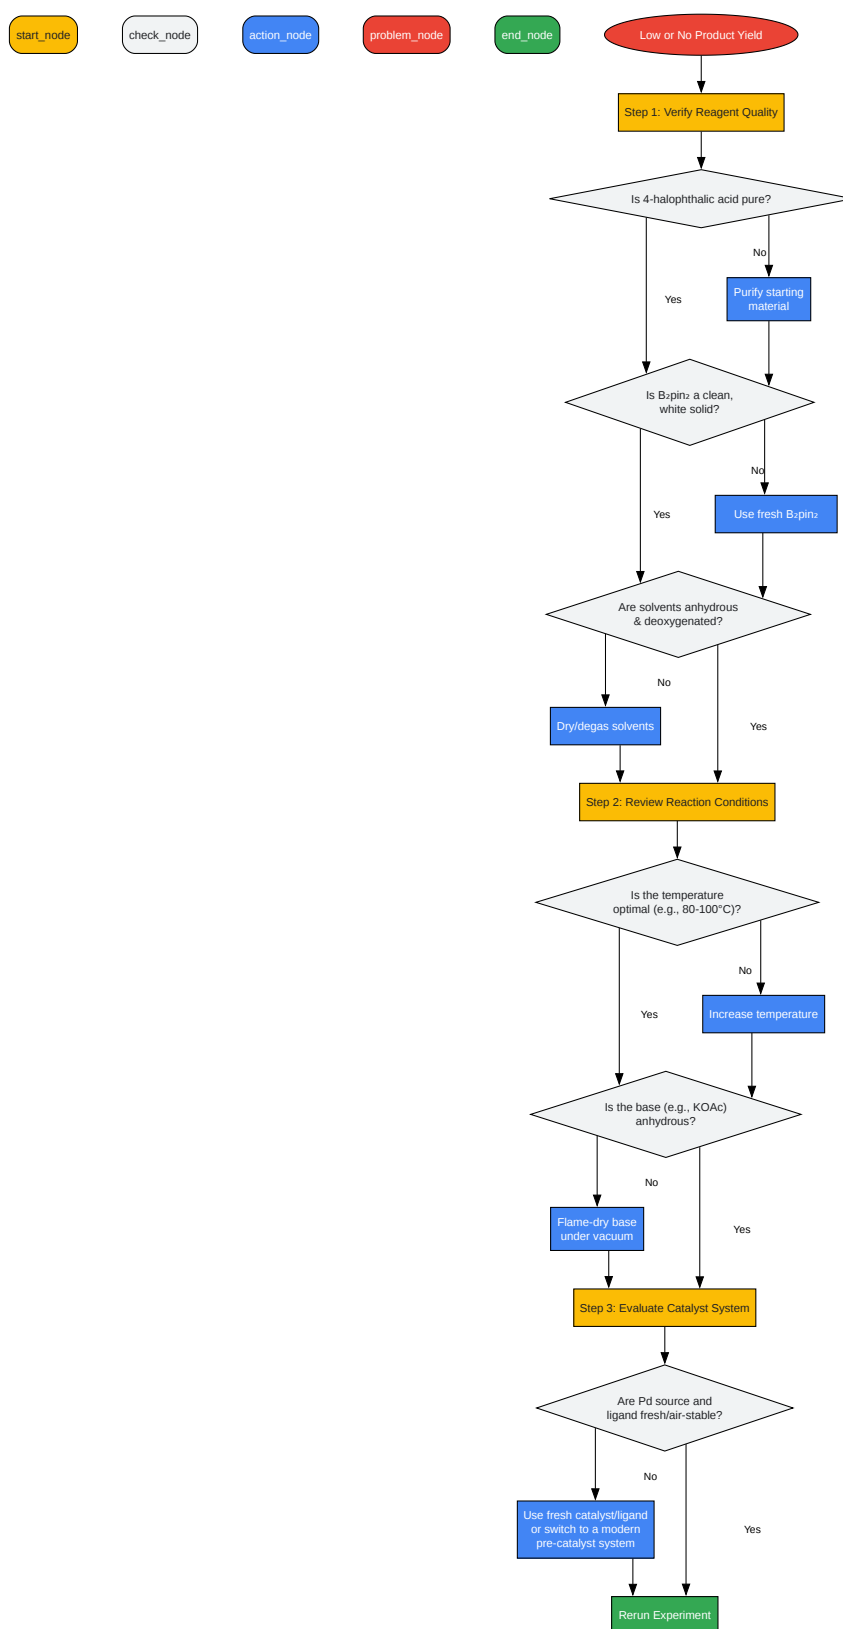 start_node
check_node
action_node
problem_node
end_node
Low or No Product Yield
Step 1: Verify Reagent Quality
Is 4-halophthalic acid pure?
No
Purify starting
material
Yes
Is B₂pin₂ a clean,
white solid?
No
Use fresh B₂pin₂
Yes
Are solvents anhydrous
& deoxygenated?
No
Dry/degas solvents
Yes
Step 2: Review Reaction Conditions
Is the temperature
optimal (e.g., 80-100°C)?
No
Increase temperature
Yes
Is the base (e.g., KOAc)
anhydrous?
No
Flame-dry base
under vacuum
Yes
Step 3: Evaluate Catalyst System
Are Pd source and
ligand fresh/air-stable?
No
Use fresh catalyst/ligand
or switch to a modern
pre-catalyst system
Yes
Rerun Experiment